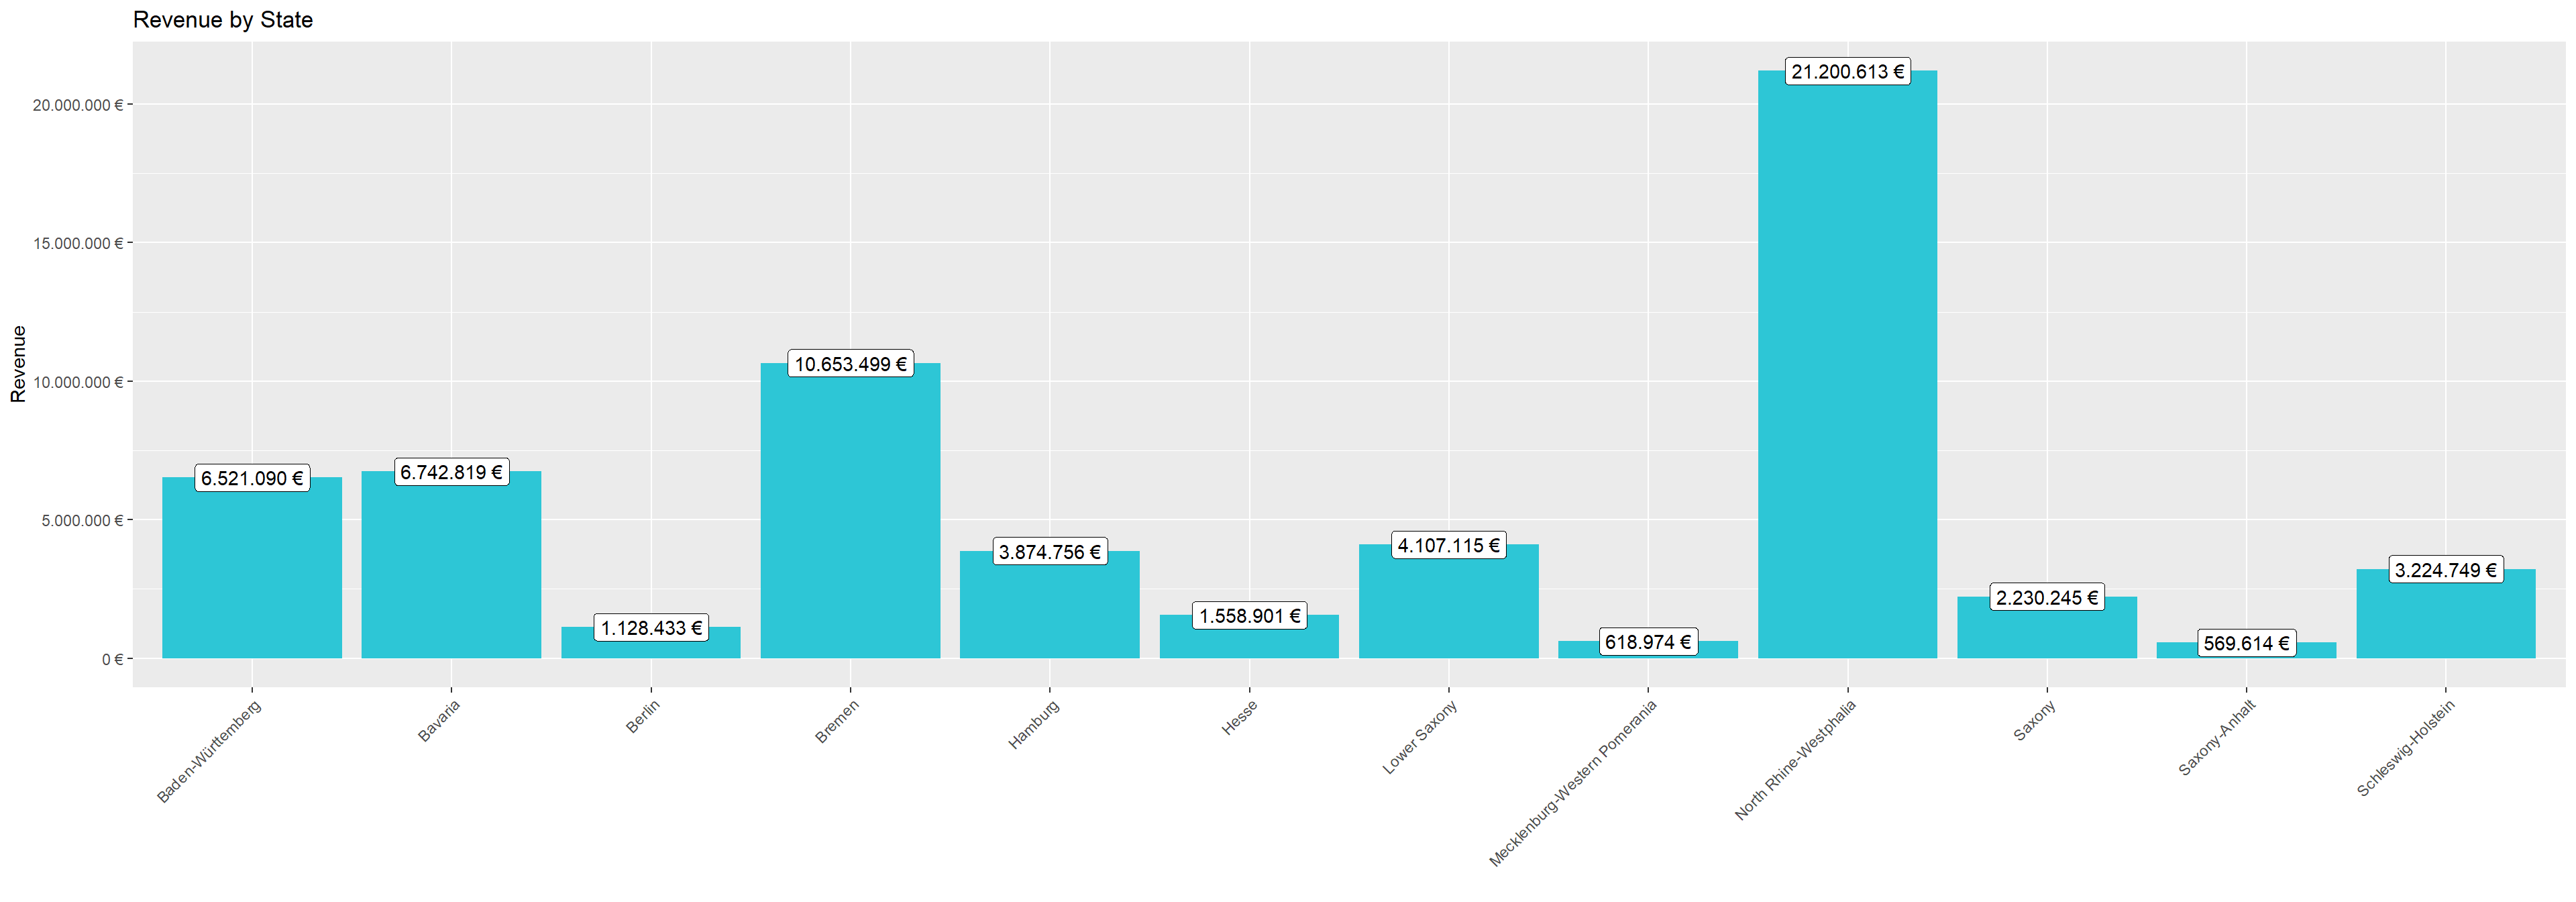 Revenue by State
Revenue
20.000.000 €
15.000.000 €
10.000.000 €
5.000.000 €
0 €
6.521.090 €
6.742.819 €
1.128.433 €
10.653.499 €
3.874.756 €
1.558.901 €
4.107.115 €
618.974 €
21.200.613 €
2.230.245 €
569.614 €
3.224.749 €
Baden-Württemberg
Bavaria
Berlin
Bremen
Hamburg
Hesse
Lower Saxony
Mecklenburg-Western Pomerania
North Rhine-Westphalia
Saxony
Saxony-Anhalt
Schleswig-Holstein